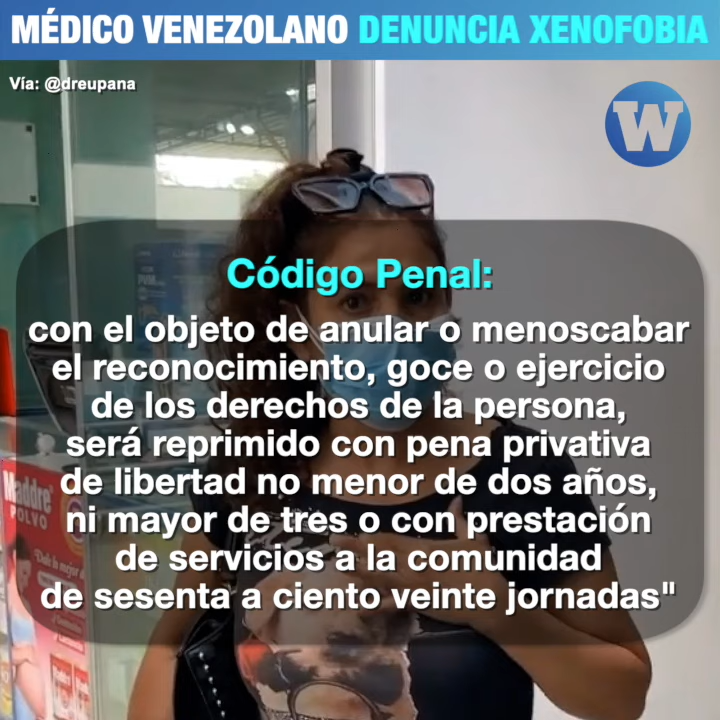 MÉDICO VENEZOLANO DENUNCIA XENOFOBIA
Vía: @dreupana
W
Código Penal:
con el objeto de anular o menoscabar
el reconocimiento, goce o ejercicio
de los derechos de la persona,
será reprimido con pena privativa
de libertad no menor de dos años,
ni mayor de tres o con prestación
de servicios a la comunidad
de sesenta a ciento veinte jornadas"
Maddre
POLVO